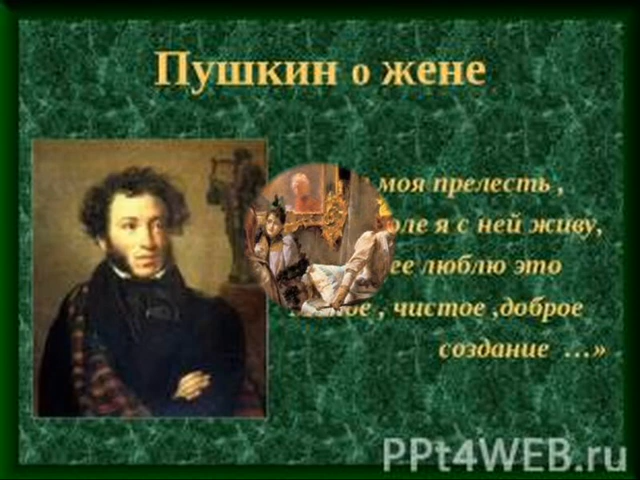 Пушкин о жене
моя прелесть ,
я с ней живу,
люблю это
, чистое ,доброе
создание …»
PPt4WEB.ru